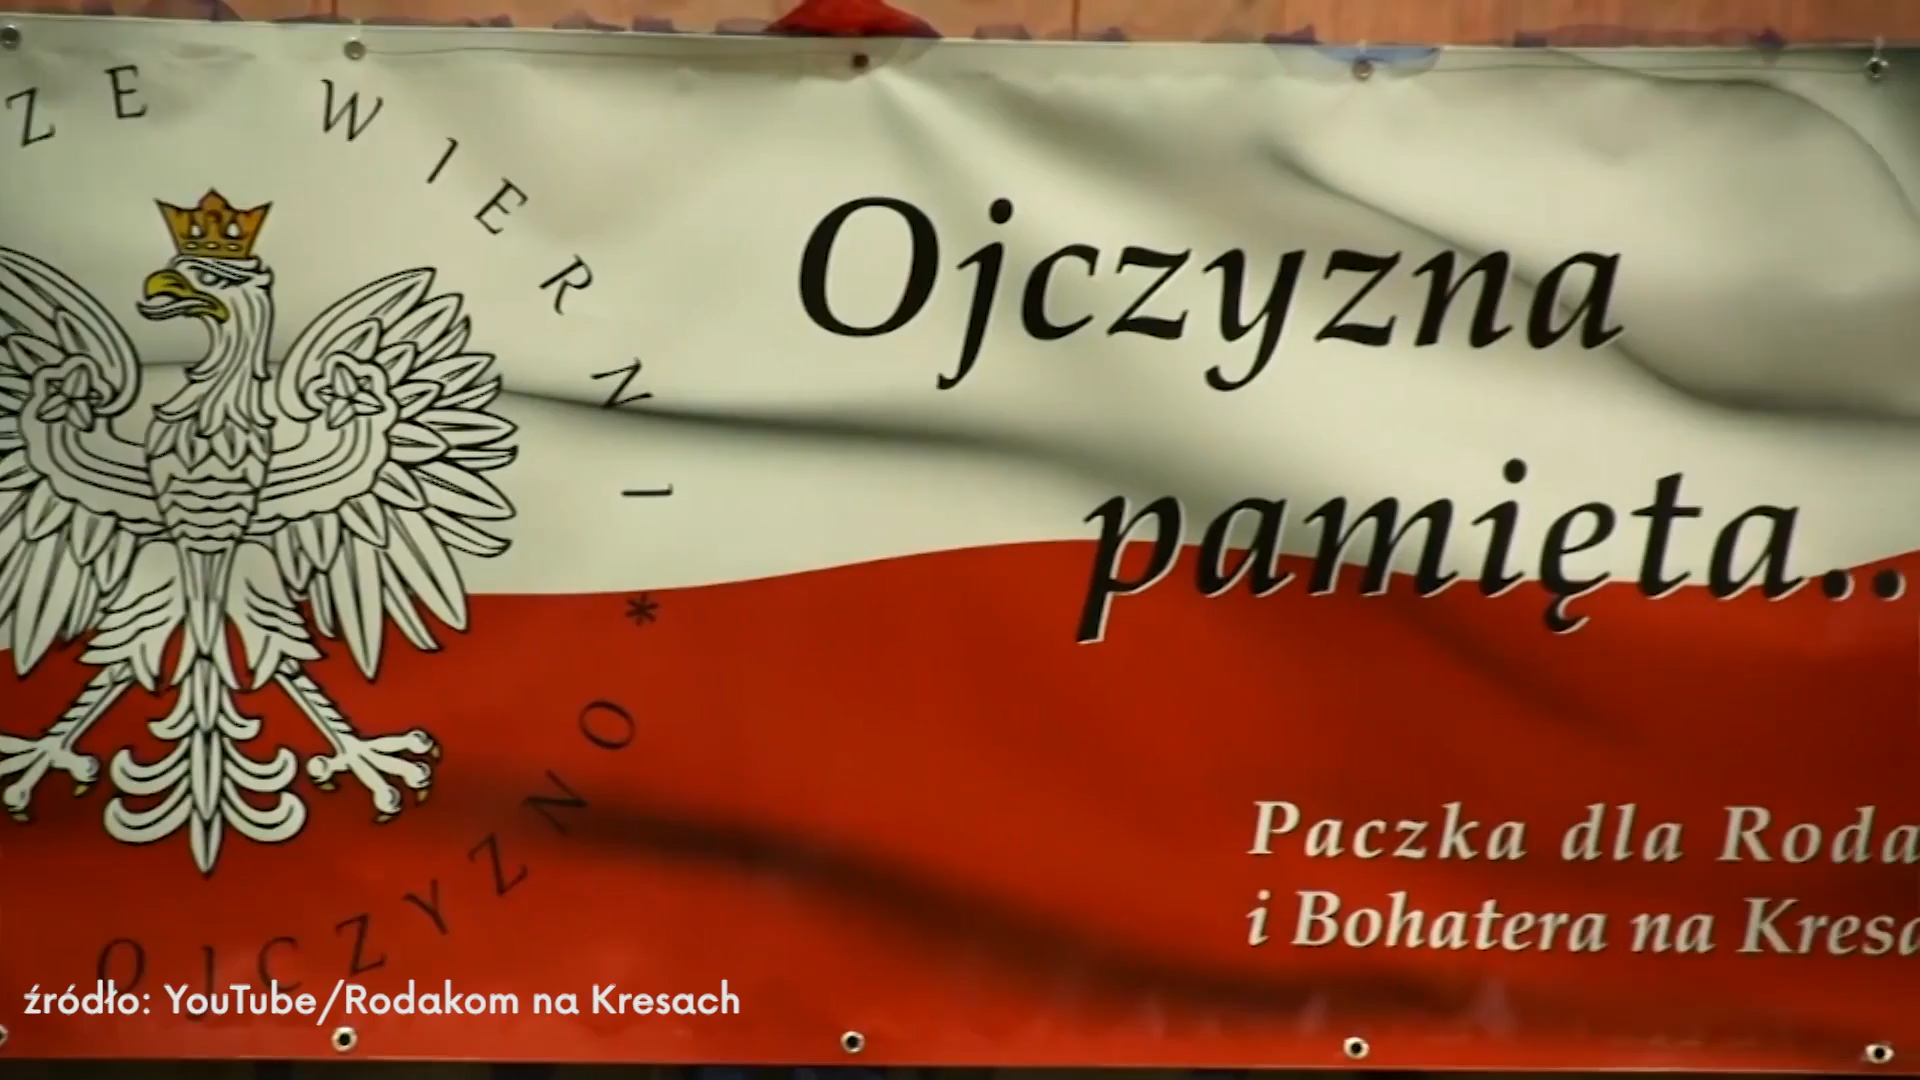 ZE WIERNI * OJCZYZNO
Ojczyzna
pamięta..
Paczka dla Roda
i Bohatera na Kresa
źródło: YouTube/Rodakom na Kresach